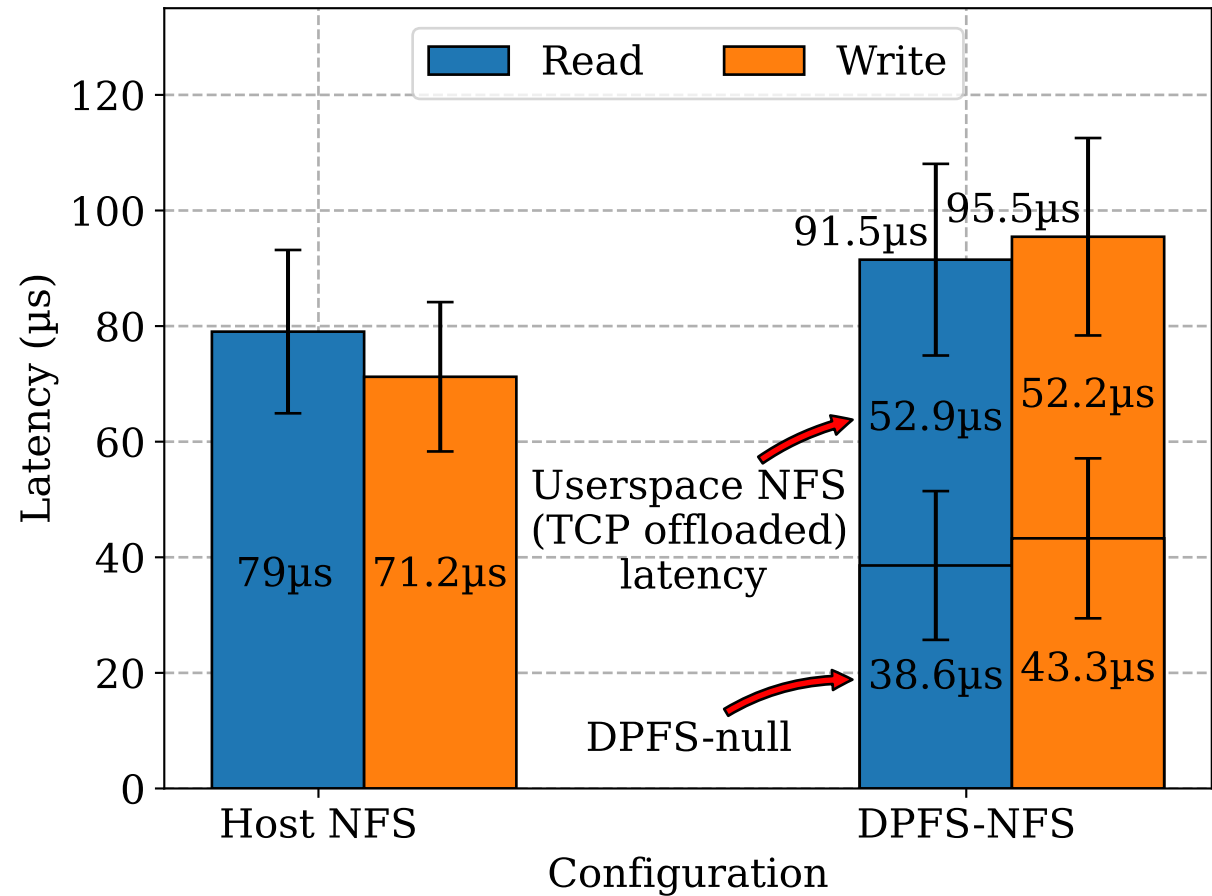 Read
Write
120
100
80
60
40
20
0
Latency (µs)
91.5µs
95.5µs
52.9µs
52.2µs
Userspace NFS
(TCP offloaded)
latency
79µs
71.2µs
38.6µs
43.3µs
DPFS-null
Host NFS
DPFS-NFS
Configuration